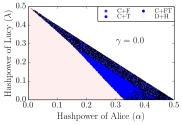 C+F
C+FT
C+T
D+H
γ = 0.0
Hashpower of Lucy (λ)
0.5
0.4
0.3
0.2
0.1
0.0
0.0
0.1
0.2
0.3
0.4
0.5
Hashpower of Alice (α)